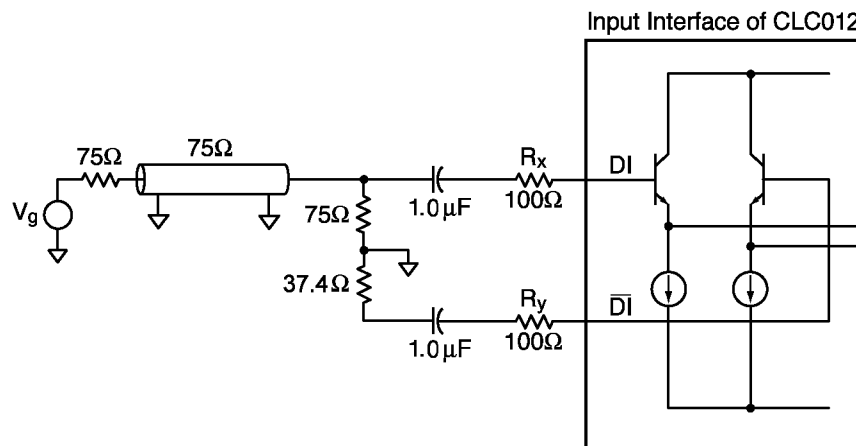 Input Interface of CLC012
75Ω
75Ω
Vg
75Ω
1.0μF
Rx
100Ω
DI
37.4Ω
1.0μF
Ry
100Ω
D̅I̅